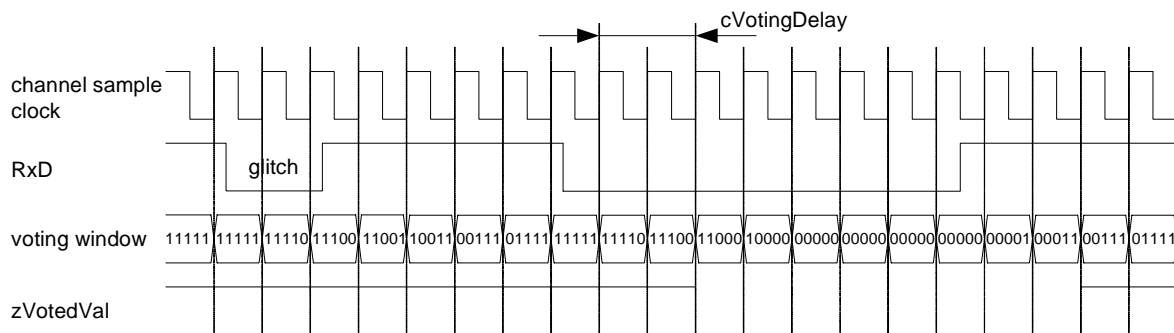 cVotingDelay
channel sample
clock
RxD
glitch
voting window 11111 11111 11110 11100 11001 10011 00111 01111 11111 11110 11100 11000 10000 00000 00000 00000 00000 00001 00011 00111 01111
zVotedVal